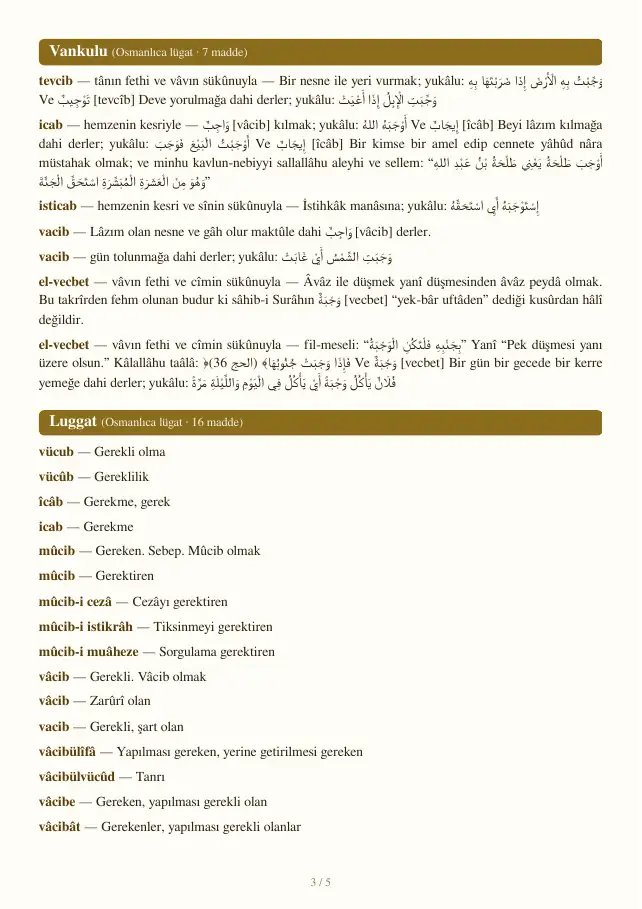 Vankulu (Osmanlıca lügat · 7 madde)
tevcib — tânın fethi ve vâvın sükûnuyla — Bir nesne ile yeri vurmak; yukâlu: وَجَّبْتُ بِهِ الْأَرْضَ إِذَا ضَرَبْتَهَا بِهِ
Ve تَوْجِيبٌ [tevcîb] Deve yorulmağa dahi derler; yukâlu: وَجَّبَتِ الْإِبِلُ إِذَا أَعْيَتْ
icab — hemzenin kesriyle — وَاجِبٌ [vâcib] kılmak; yukâlu: أَوْجَبَهُ اللهُ Ve إِيجَابٌ [îcâb] Beyi lâzım kılmağa
dahi derler; yukâlu: أَوْجَبْتُ الْبَيْعَ فَوَجَبَ Ve إِيجَابٌ [îcâb] Bir kimse bir amel edip cennete yâhûd nâra
müstahak olmak; ve minhu kavlun-nebiyyi sallallâhu aleyhi ve sellem: “أَوْجَبَ طَلْحَةُ يَعْنِي طَلْحَةُ بْنُ عَبْدِ اللهِ
وَهُوَ مِنَ الْعَشَرَةِ الْمُبَشَّرَةِ اسْتَحَقَّ الْجَنَّةَ”
isticab — hemzenin kesri ve sînin sükûnuyla — İstihkâk manâsına; yukâlu: إِسْتَوْجَبَهُ أَيِ اسْتَحَقَّهُ
vacib — Lâzım olan nesne ve gâh olur maktûle dahi وَاجِبٌ [vâcib] derler.
vacib — gün tolunmağa dahi derler; yukâlu: وَجَبَتِ الشَّمْسُ أَيْ غَابَتْ
el-vecbet — vâvın fethi ve cîmin sükûnuyla — Âvâz ile düşmek yanî düşmesinden âvâz peydâ olmak.
Bu takrîrden fehm olunan budur ki sâhib-i Surâhın وَجْبَةٌ [vecbet] “yek-bâr uftâden” dediği kusûrdan hâlî
değildir.
el-vecbet — vâvın fethi ve cîmin sükûnuyla — fil-meseli: “بِجَنْبِهِ فَلْتَكُنِ الْوَجْبَةُ” Yanî “Pek düşmesi yanı
üzere olsun.” Kâlallâhu taâlâ: ﴿فَإِذَا وَجَبَتْ جُنُوبُهَا﴾ (الحج 36) Ve وَجْبَةٌ [vecbet] Bir gün bir gecede bir kerre
yemeğe dahi derler; yukâlu: فُلَانٌ يَأْكُلُ وَجْبَةً أَيْ يَأْكُلُ فِي الْيَوْمِ وَاللَّيْلَةِ مَرَّةً
Luggat (Osmanlıca lügat · 16 madde)
vücub — Gerekli olma
vücûb — Gereklilik
îcâb — Gerekme, gerek
icab — Gerekme
mûcib — Gereken. Sebep. Mûcib olmak
mûcib — Gerektiren
mûcib-i cezâ — Cezâyı gerektiren
mûcib-i istikrâh — Tiksinmeyi gerektiren
mûcib-i muâheze — Sorgulama gerektiren
vâcib — Gerekli. Vâcib olmak
vâcib — Zarûrî olan
vacib — Gerekli, şart olan
vâcibülîfâ — Yapılması gereken, yerine getirilmesi gereken
vâcibülvücûd — Tanrı
vâcibe — Gereken, yapılması gerekli olan
vâcibât — Gerekenler, yapılması gerekli olanlar
3 / 5